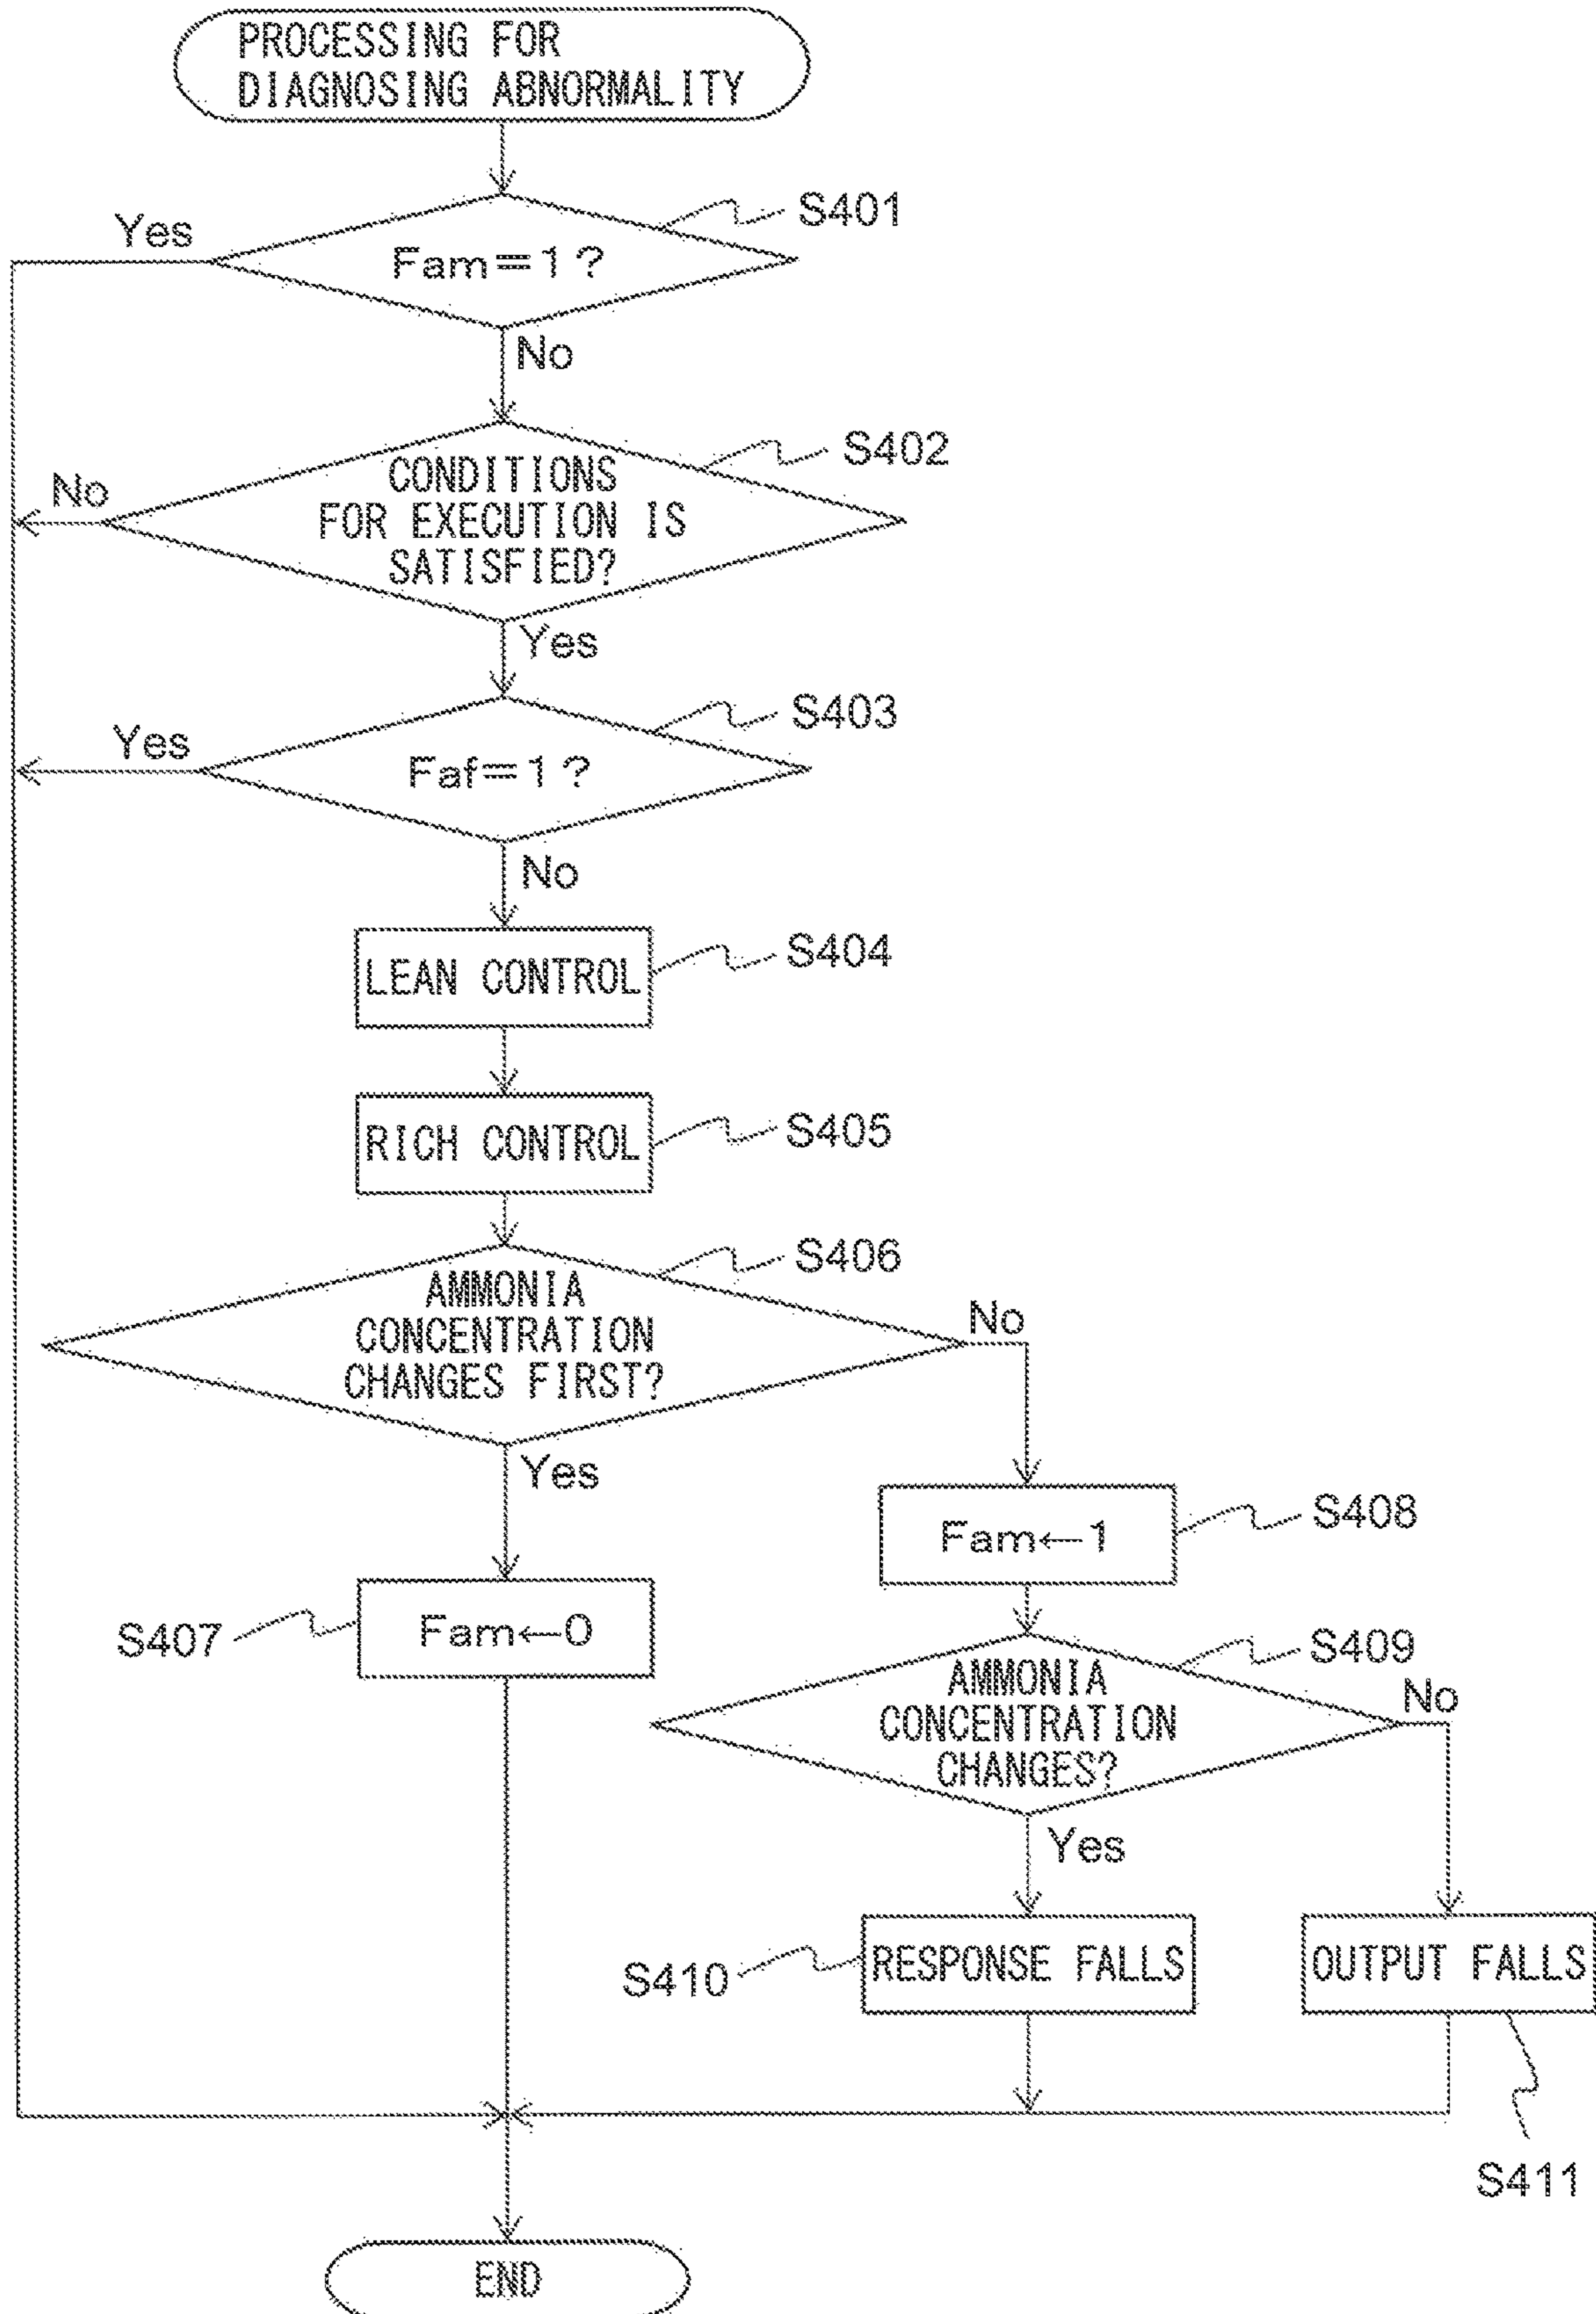 PROCESSING FOR
DIAGNOSING ABNORMALITY
S401
Yes
Fam=1?
No
S402
CONDITIONS
FOR EXECUTION IS
SATISFIED?
No
Yes
S403
Yes
Faf=1?
No
LEAN CONTROL
S404
RICH CONTROL
S405
S406
AMMONIA
CONCENTRATION
CHANGES FIRST?
No
Yes
Fam←1
S408
S407
Fam←0
S409
AMMONIA
CONCENTRATION
CHANGES?
No
Yes
S410
RESPONSE FALLS
OUTPUT FALLS
S411
END